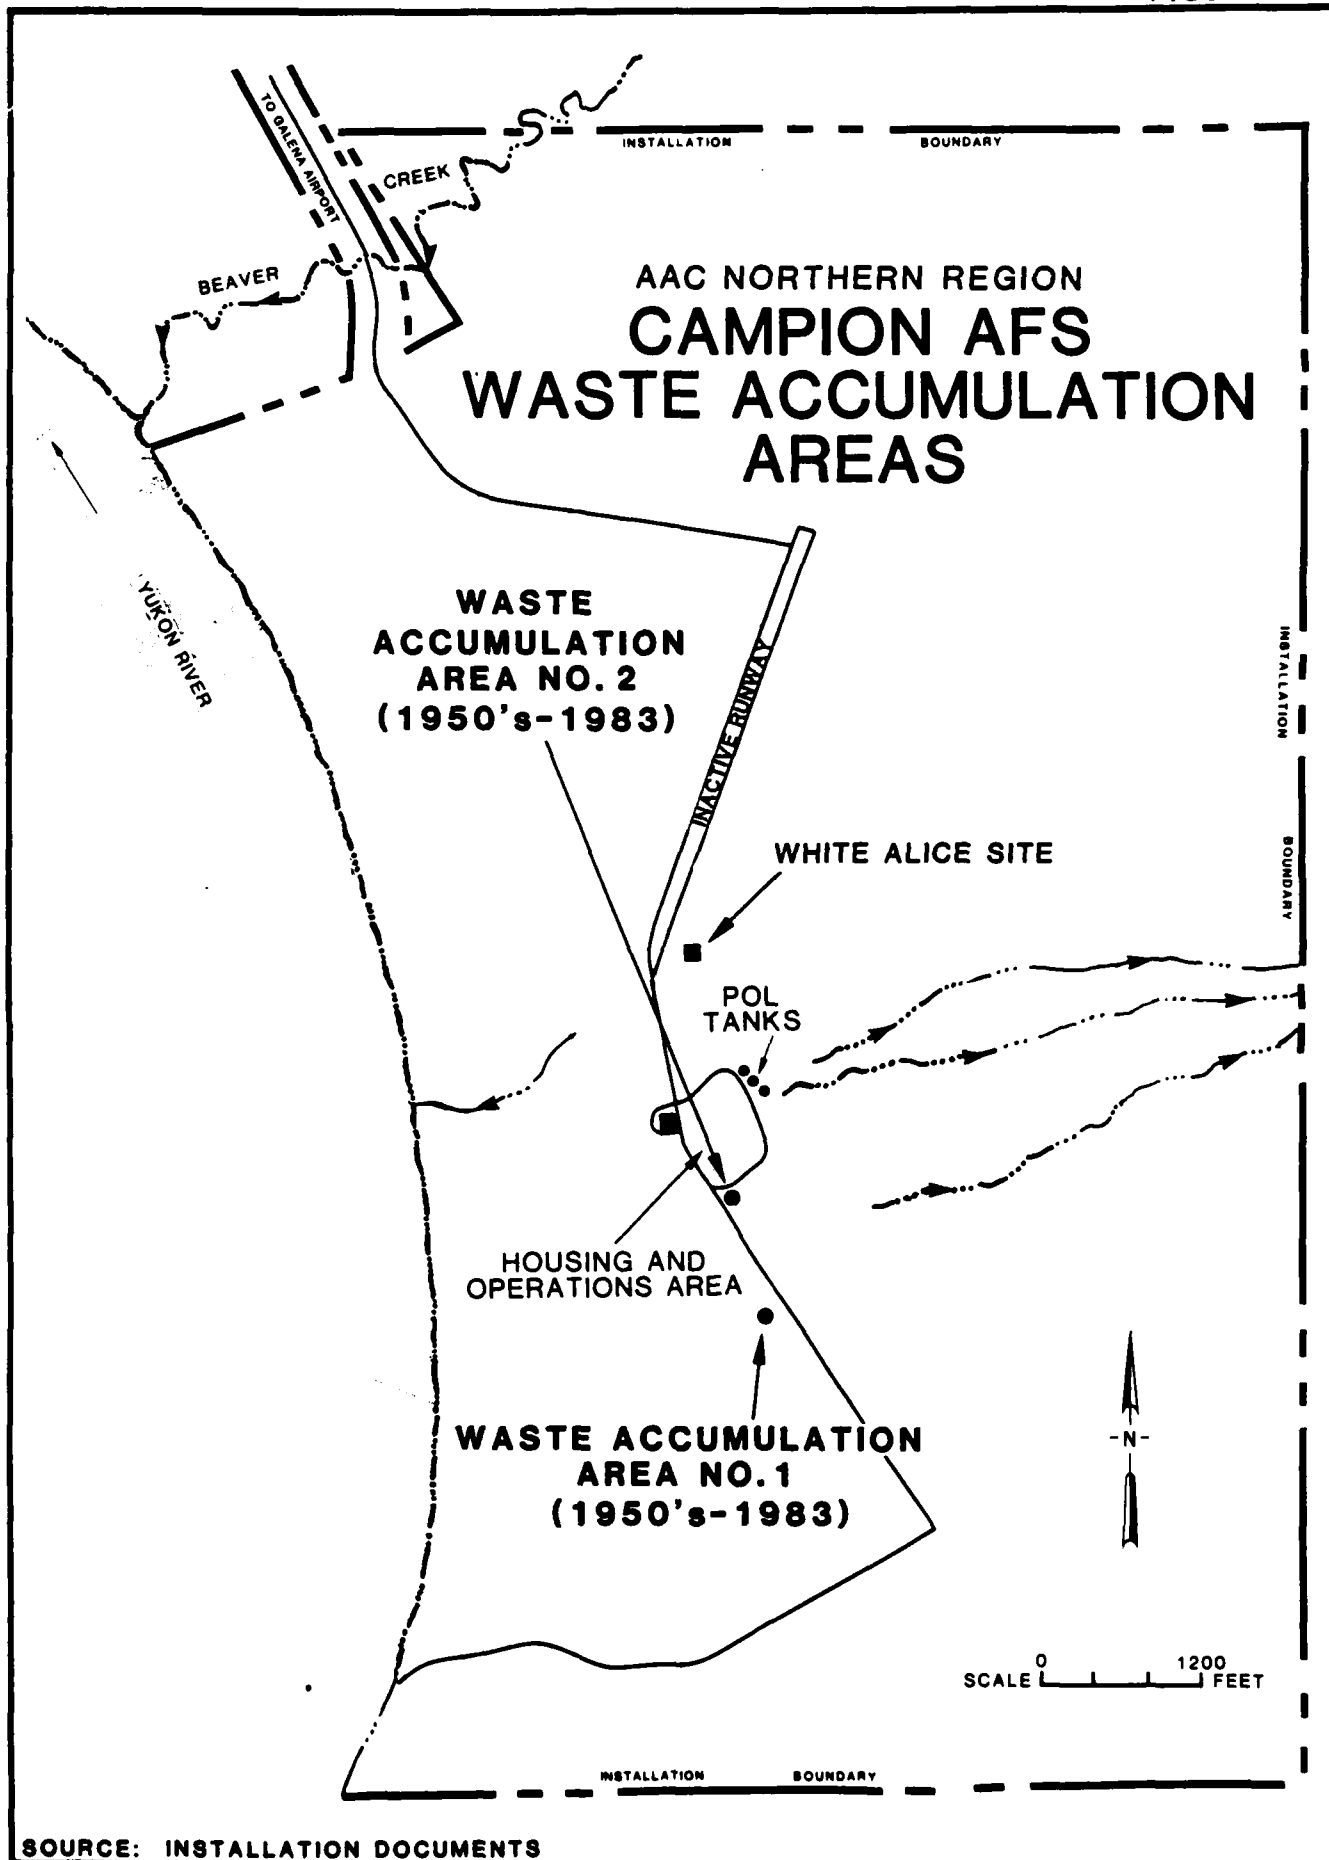 TO GALENA AIRPORT
CREEK
BEAVER
INSTALLATION BOUNDARY
AAC NORTHERN REGION
CAMPION AFS
WASTE ACCUMULATION
AREAS
YUKON RIVER
WASTE
ACCUMULATION
AREA NO. 2
(1950's-1983)
INACTIVE RUNWAY
INSTALLATION BOUNDARY
WHITE ALICE SITE
POL
TANKS
HOUSING AND
OPERATIONS AREA
WASTE ACCUMULATION
AREA NO. 1
(1950's-1983)
-N-
0 1200
SCALE FEET
INSTALLATION BOUNDARY
SOURCE: INSTALLATION DOCUMENTS